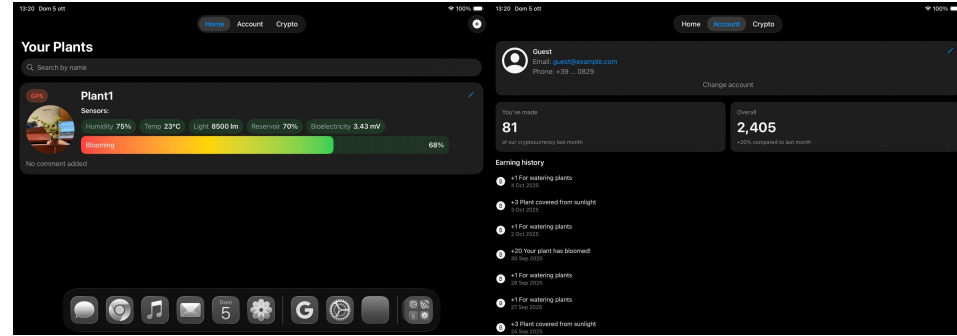 13:20 Dom 5 ott
100%
Home Account Crypto
Your Plants
Search by name
GPS
Plant1
Sensors:
Humidity 75% Temp 23°C Light 8500 lm Reservoir 70% Bioelectricity 3.43 mV
Blooming 68%
No comment added
Dom
5
G
13:20 Dom 5 ott
100%
Home Account Crypto
Guest
Email: guest@example.com
Phone: +39 ... 0829
Change account
You've made
81
of our cryptocurrency last month
Overall
2,405
+20% compared to last month
Earning history
+1 For watering plants
4 Oct 2025
+3 Plant covered from sunlight
3 Oct 2025
+1 For watering plants
2 Oct 2025
+20 Your plant has bloomed!
30 Sep 2025
+1 For watering plants
28 Sep 2025
+1 For watering plants
27 Sep 2025
+3 Plant covered from sunlight
24 Sep 2025